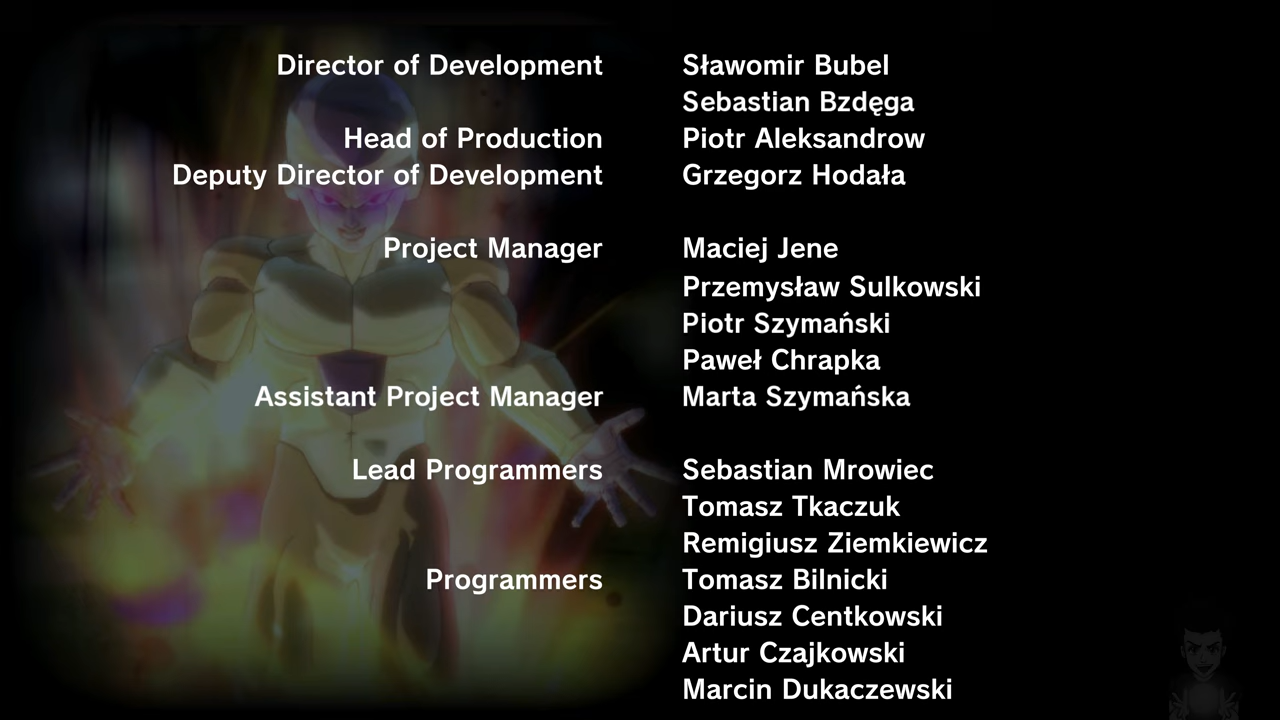 Director of Development Sławomir Bubel
Sebastian Bzdęga
Head of Production Piotr Aleksandrow
Deputy Director of Development Grzegorz Hodała
Project Manager Maciej Jene
Przemysław Sulkowski
Piotr Szymański
Paweł Chrapka
Assistant Project Manager Marta Szymańska
Lead Programmers Sebastian Mrowiec
Tomasz Tkaczuk
Remigiusz Ziemkiewicz
Programmers Tomasz Bilnicki
Dariusz Centkowski
Artur Czajkowski
Marcin Dukaczewski